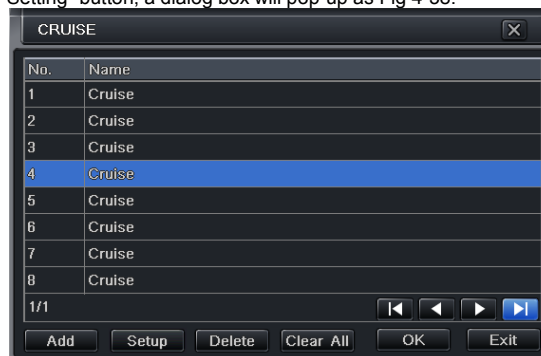 Setting" button, a dialog box will pop-up as Fig 4-33:
CRUISE
No. Name
1 Cruise
2 Cruise
3 Cruise
4 Cruise
5 Cruise
6 Cruise
7 Cruise
8 Cruise
1/1
Add Setup Delete Clear All OK Exit